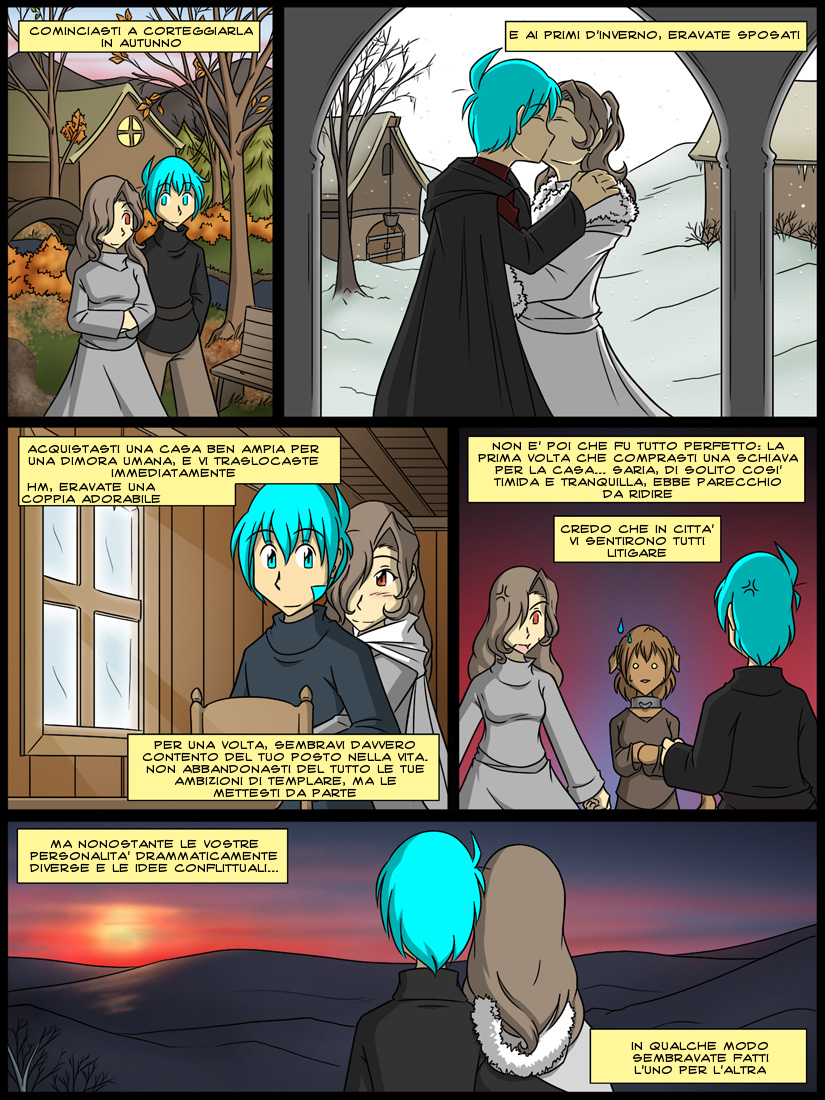 COMINCIASTI A CORTEGGIARLA
IN AUTUNNO
E AI PRIMI D'INVERNO, ERAVATE SPOSATI
ACQUISTASTI UNA CASA BEN AMPIA PER
UNA DIMORA UMANA, E VI TRASLOCASTE
IMMEDIATAMENTE
HM, ERAVATE UNA
COPPIA ADORABILE
PER UNA VOLTA, SEMBRAVI DAVVERO
CONTENTO DEL TUO POSTO NELLA VITA.
NON ABBANDONASTI DEL TUTTO LE TUE
AMBIZIONI DI TEMPLARE, MA LE
METTESTI DA PARTE
NON E' POI CHE FU TUTTO PERFETTO: LA
PRIMA VOLTA CHE COMPRASTI UNA SCHIAVA
PER LA CASA... SARIA, DI SOLITO COSI'
TIMIDA E TRANQUILLA, EBBE PARECCHIO
DA RIDIRE
CREDO CHE IN CITTA'
VI SENTIRONO TUTTI
LITIGARE
MA NONOSTANTE LE VOSTRE
PERSONALITA' DRAMMATICAMENTE
DIVERSE E LE IDEE CONFLITTUALI...
IN QUALCHE MODO
SEMBRAVATE FATTI
L'UNO PER L'ALTRA